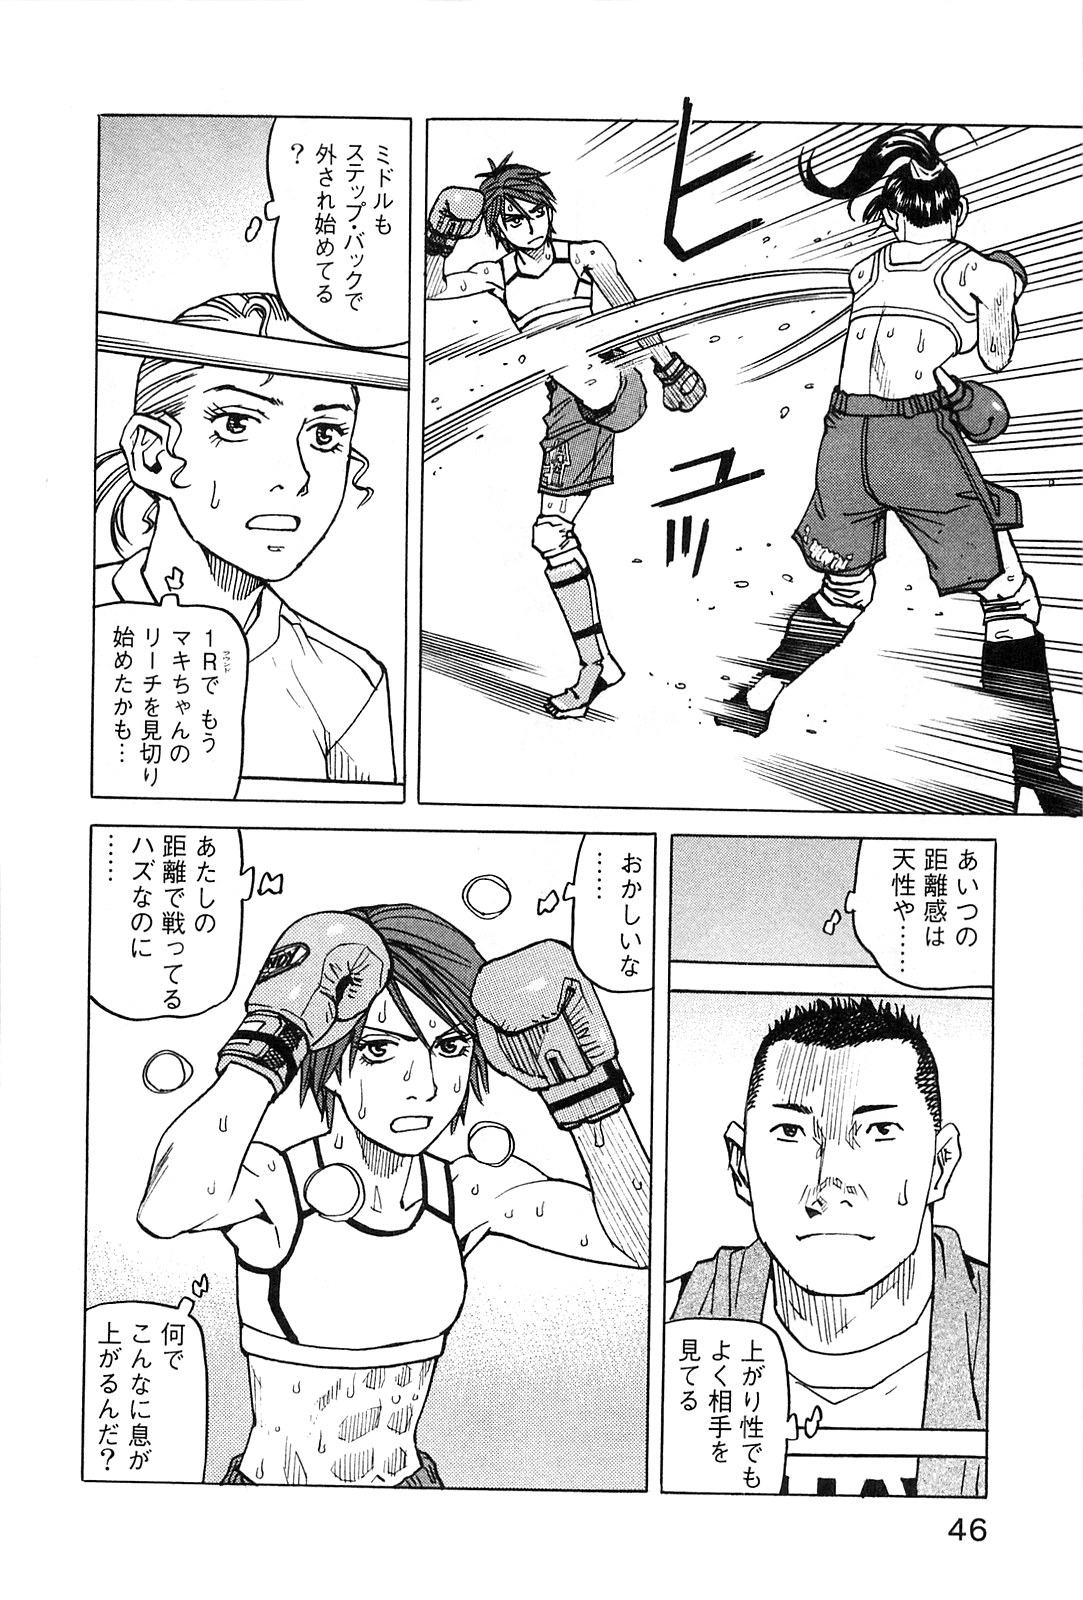 ヒュッ
ミドルも
ステップ・バックで
外され始めてる
？
1Rでもう
ラウンド
マキちゃんの
リーチを見切り
始めたかも…
あいつの
距離感は
天性や……
上がり性でも
よく相手を
見てる
おかしいな
……
あたしの
距離で戦ってる
ハズなのに
……
何で
こんなに息が
上がるんだ？
46